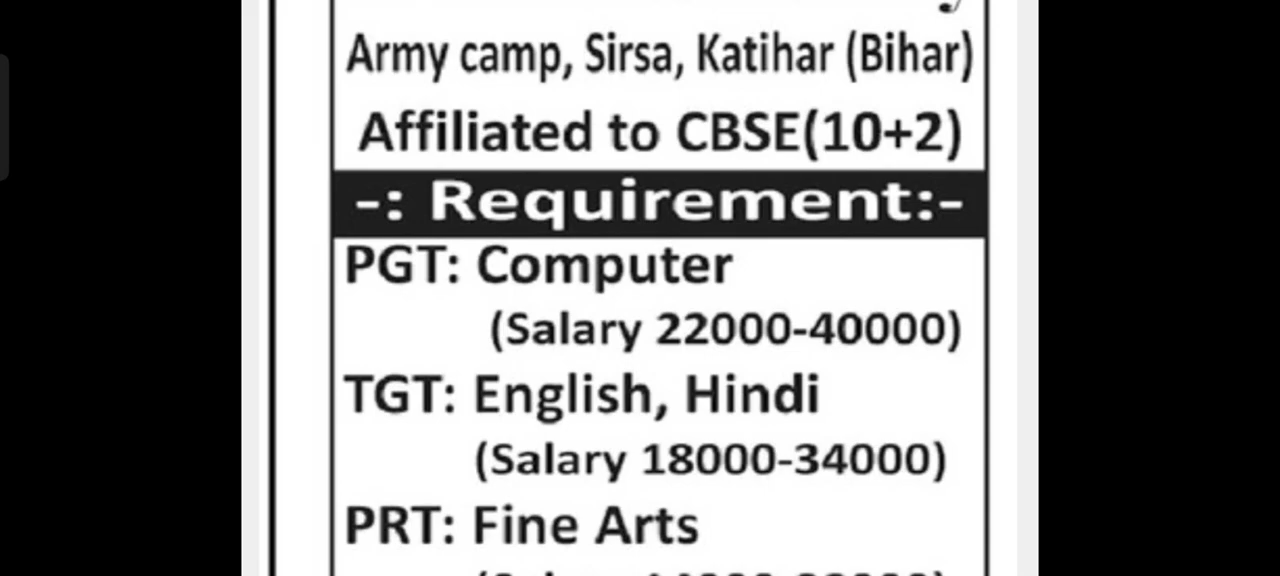 Army camp, Sirsa, Katihar (Bihar)
Affiliated to CBSE(10+2)
-: Requirement:-
PGT: Computer
(Salary 22000-40000)
TGT: English, Hindi
(Salary 18000-34000)
PRT: Fine Arts